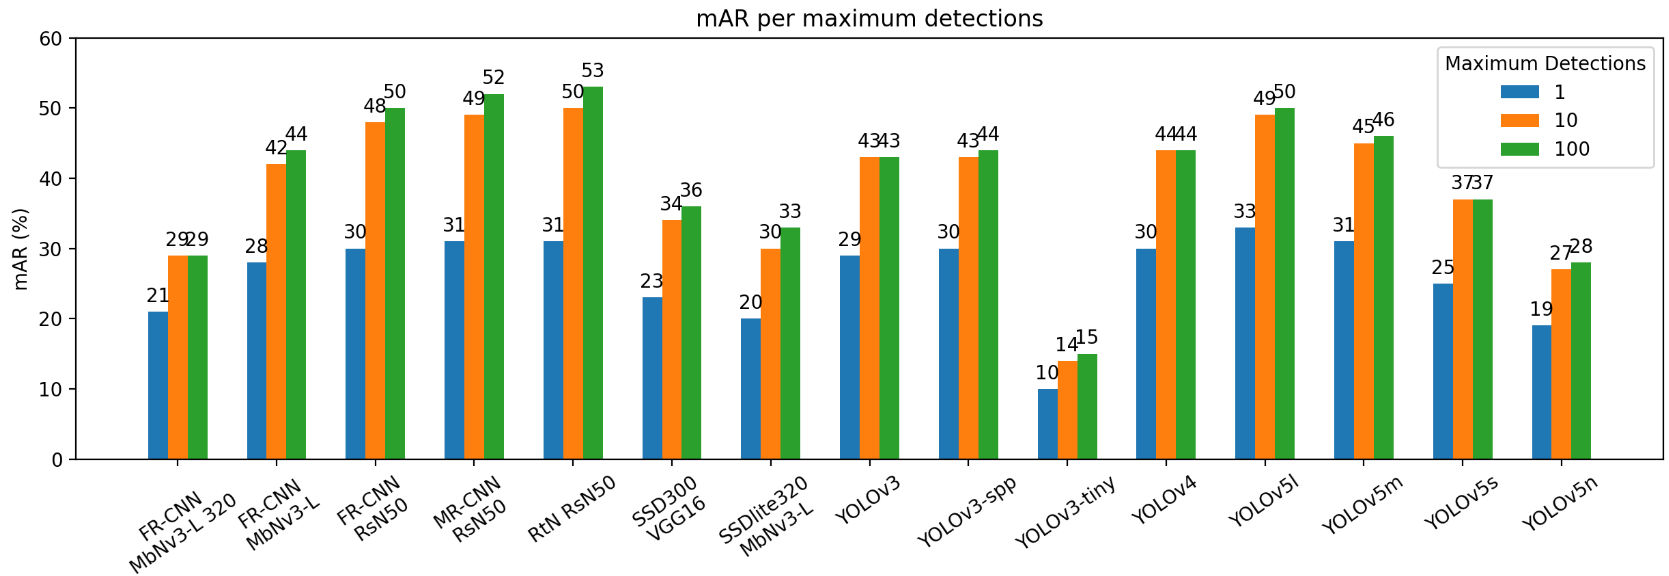 mAR per maximum detections
60
50
40
30
20
10
0
mAR (%)
Maximum Detections
1
10
100
21 29 29
28 42 44
30 48 50
31 49 52
31 50 53
23 34 36
20 30 33
29 43 43
30 43 44
10 14 15
30 44 44
33 49 50
31 45 46
25 37 37
19 27 28
FR-CNN
MbNv3-L 320
FR-CNN
MbNv3-L
FR-CNN
RsN50
MR-CNN
RsN50
RtN RsN50
SSD300
VGG16
SSDlite320
MbNv3-L
YOLOv3
YOLOv3-spp
YOLOv3-tiny
YOLOv4
YOLOv5l
YOLOv5m
YOLOv5s
YOLOv5n